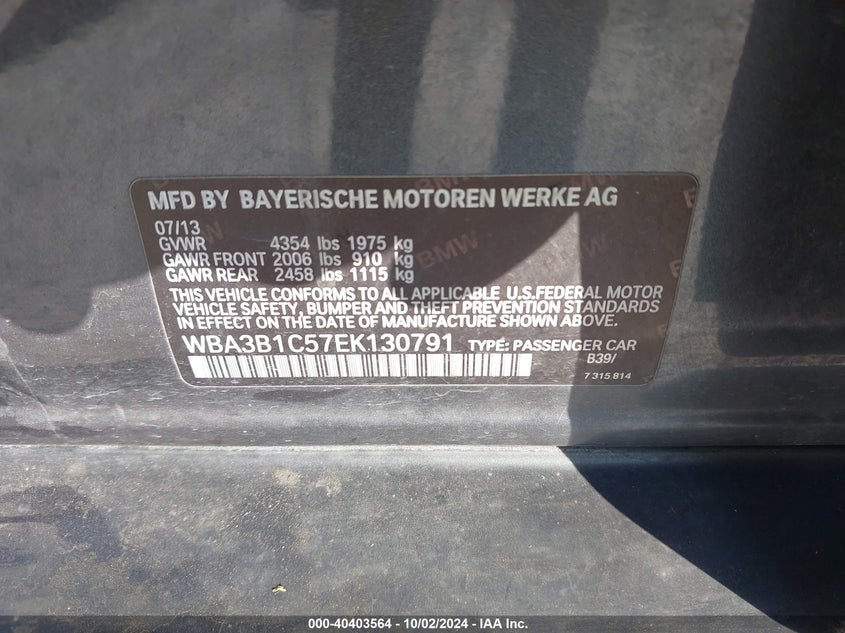 MFD BY BAYERISCHE MOTOREN WERKE AG
07/13
GVWR 4354 lbs 1975 kg
GAWR FRONT 2006 lbs 910 kg
GAWR REAR 2458 lbs 1115 kg
THIS VEHICLE CONFORMS TO ALL APPLICABLE U.S.FEDERAL MOTOR
VEHICLE SAFETY, BUMPER AND THEFT PREVENTION STANDARDS
IN EFFECT ON THE DATE OF MANUFACTURE SHOWN ABOVE.
WBA3B1C57EK130791 TYPE: PASSENGER CAR
B39/
7 315 814
000-40403564 - 10/02/2024 - IAA Inc.